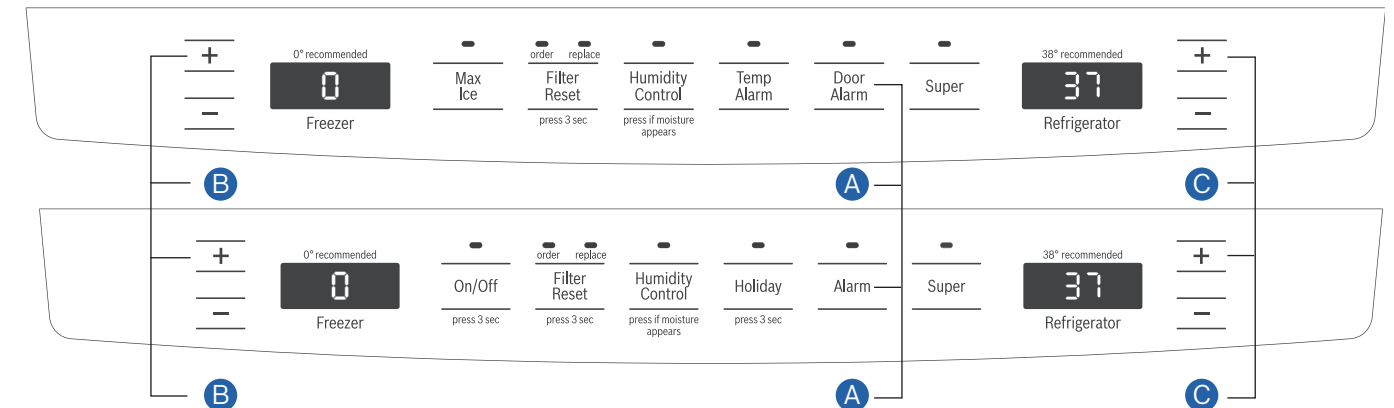 0° recommended
0
Freezer
+
−
Max
Ice
order replace
Filter
Reset
press 3 sec
Humidity
Control
press if moisture
appears
Temp
Alarm
Door
Alarm
Super
38° recommended
37
Refrigerator
+
−
B
A
C
+
−
0° recommended
0
Freezer
On/Off
press 3 sec
order replace
Filter
Reset
press 3 sec
Humidity
Control
press if moisture
appears
Holiday
press 3 sec
Alarm
Super
38° recommended
37
Refrigerator
+
−
B
A
C